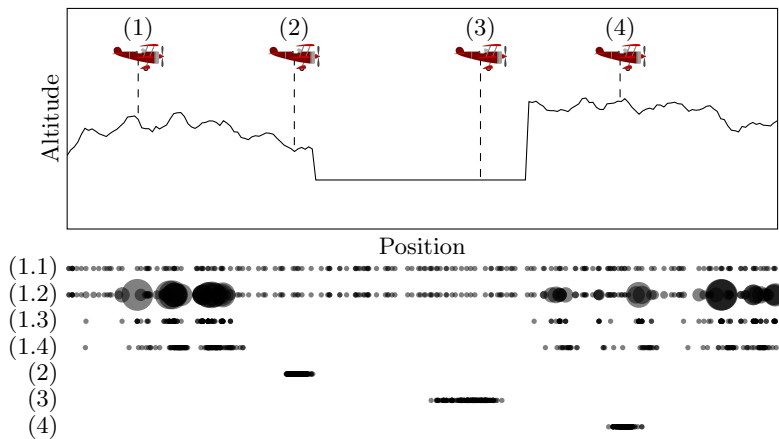 (1) (2) (3) (4)
Altitude
Position
(1.1)
(1.2)
(1.3)
(1.4)
(2)
(3)
(4)